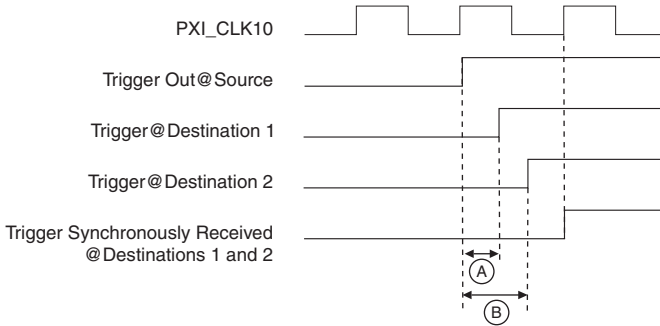 PXI_CLK10
Trigger Out@Source
Trigger@Destination 1
Trigger@Destination 2
Trigger Synchronously Received
@Destinations 1 and 2
A
B